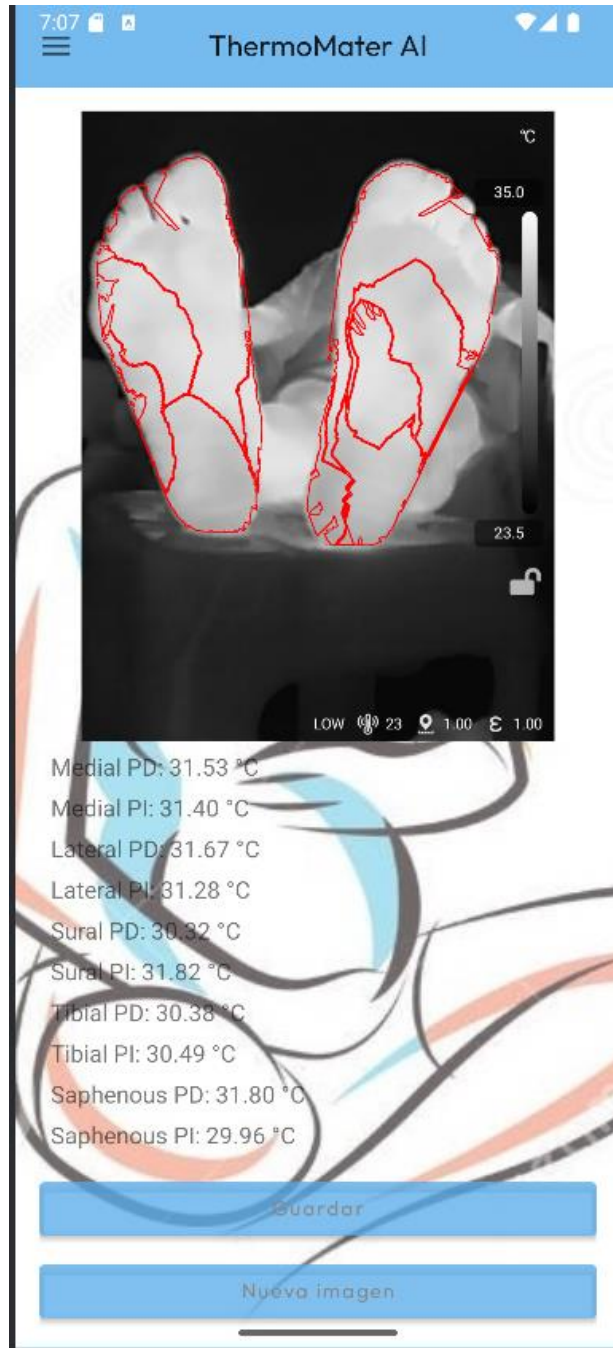 7:07
ThermoMater AI
°C
35.0
23.5
LOW 23 1.00 ε 1.00
Medial PD: 31.53 °C
Medial PI: 31.40 °C
Lateral PD: 31.67 °C
Lateral PI: 31.28 °C
Sural PD: 30.32 °C
Sural PI: 31.82 °C
Tibial PD: 30.38 °C
Tibial PI: 30.49 °C
Saphenous PD: 31.80 °C
Saphenous PI: 29.96 °C
Guardar
Nueva imagen